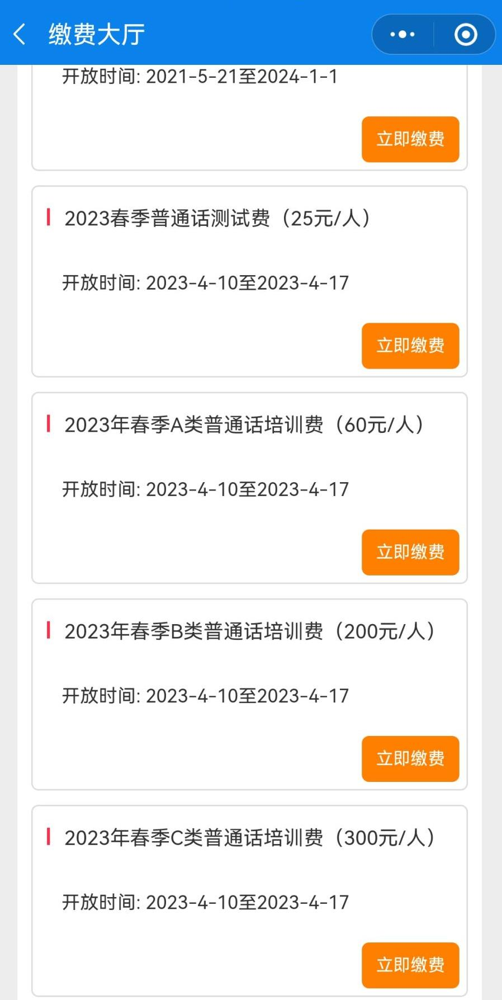 缴费大厅
开放时间: 2021-5-21至2024-1-1
立即缴费
2023春季普通话测试费（25元/人）
开放时间: 2023-4-10至2023-4-17
立即缴费
2023年春季A类普通话培训费（60元/人）
开放时间: 2023-4-10至2023-4-17
立即缴费
2023年春季B类普通话培训费（200元/人）
开放时间: 2023-4-10至2023-4-17
立即缴费
2023年春季C类普通话培训费（300元/人）
开放时间: 2023-4-10至2023-4-17
立即缴费